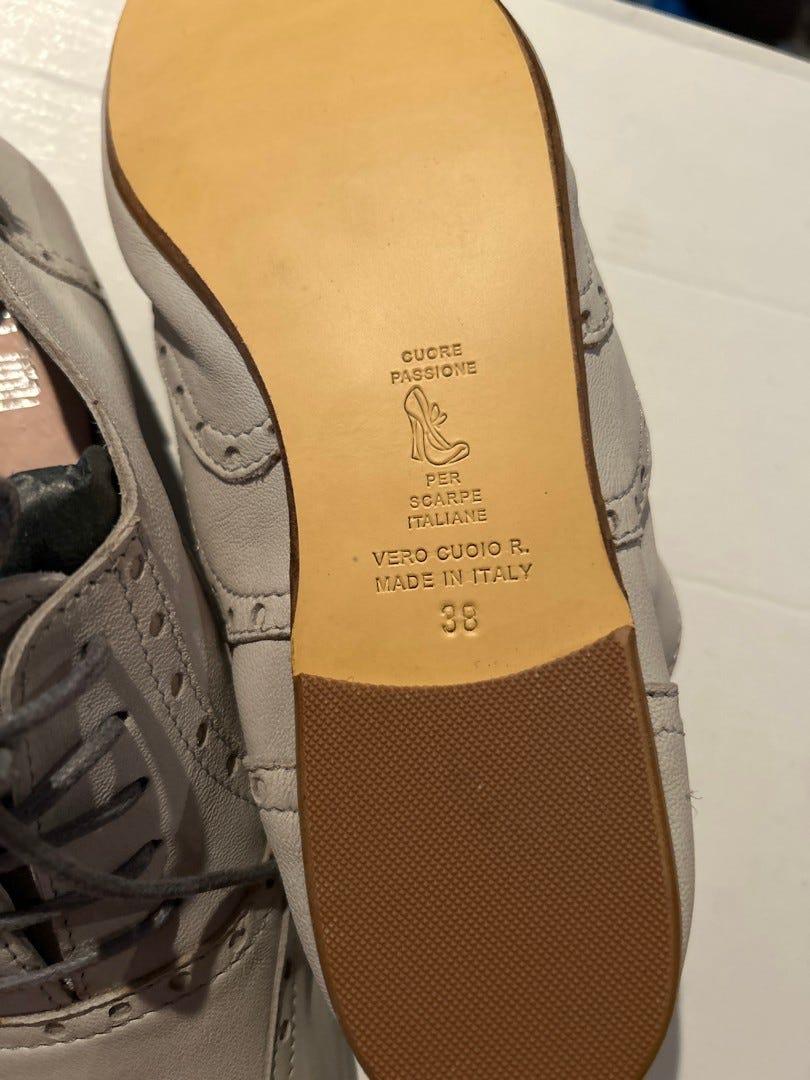 CUORE
PASSIONE
PER
SCARPE
ITALIANE
VERO CUOIO R.
MADE IN ITALY
38